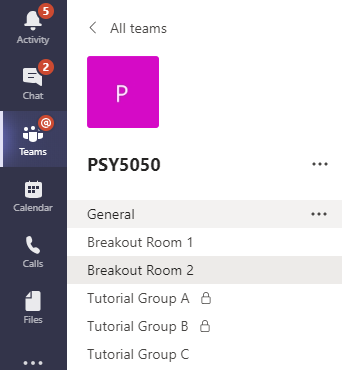 5
Activity
2
Chat
@
Teams
Calendar
Calls
Files
All teams
P
PSY5050
General
Breakout Room 1
Breakout Room 2
Tutorial Group A
Tutorial Group B
Tutorial Group C